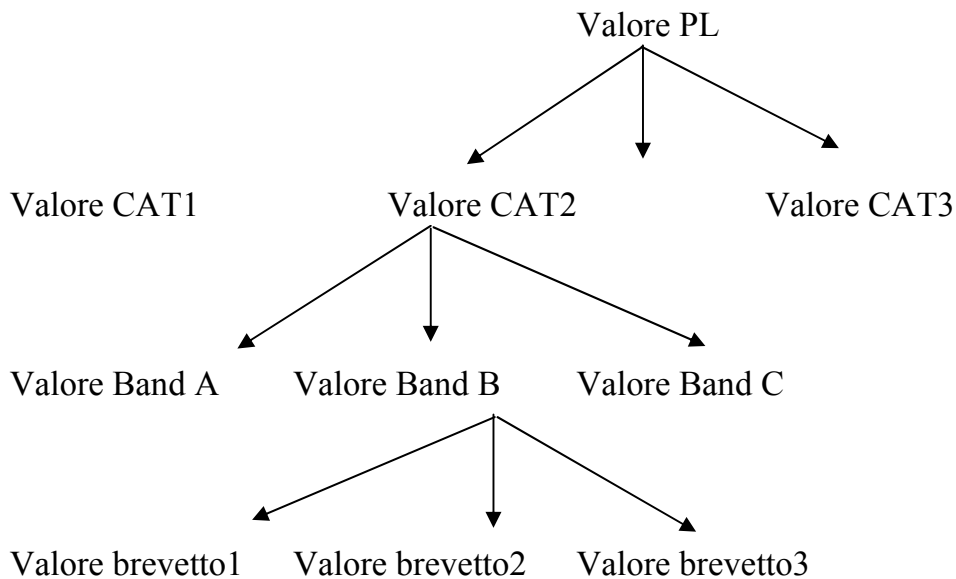 Valore PL
Valore CAT1 Valore CAT2 Valore CAT3
Valore Band A Valore Band B Valore Band C
Valore brevetto1 Valore brevetto2 Valore brevetto3